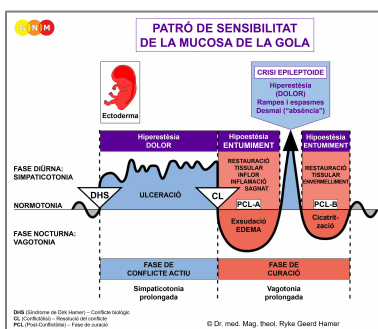 GNM
PATRÓ DE SENSIBILITAT
DE LA MUCOSA DE LA GOLA
CRISI EPILEPTOIDE
Hiperestèsia
(DOLOR)
Rampes i espasmes
Desmai ("absència")
Ectoderma
Hiperestèsia
DOLOR
Hipoestèsia
ENTUMIMENT
Hipoestèsia
ENTUMIMENT
FASE DIÜRNA:
SIMPATICOTONIA
NORMOTONIA
FASE NOCTURNA:
VAGOTONIA
DHS
ULCERACIÓ
CL
RESTAURACIÓ
TISSULAR
INFLOR
INFLAMACIÓ
SAGNAT
PCL-A
Exsudació
EDEMA
RESTAURACIÓ
TISSULAR
ENVERMELLIMENT
PCL-B
Cicatrit-
zació
FASE DE
CONFLICTE ACTIU
FASE DE
CURACIÓ
Simpaticotonia
prolongada
Vagotonia
prolongada
DHS (Síndrome de Dirk Hamer) – Conflicte biològic
CL (Conflictòlisi) – Resolució del conflicte
PCL (Post-Conflictòlisi) – Fase de curació
© Dr. med. Mag. theol. Ryke Geerd Hamer